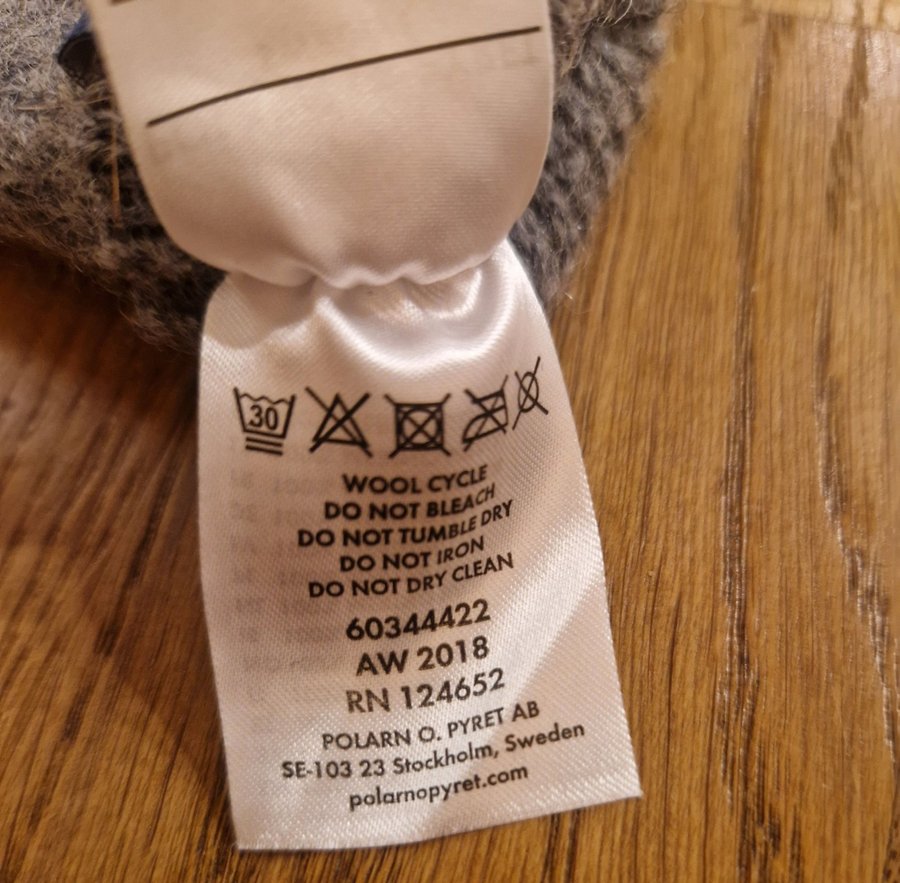 30
WOOL CYCLE
DO NOT BLEACH
DO NOT TUMBLE DRY
DO NOT IRON
DO NOT DRY CLEAN
60344422
AW 2018
RN 124652
POLARN O. PYRET AB
SE-103 23 Stockholm, Sweden
polarnopyret.com